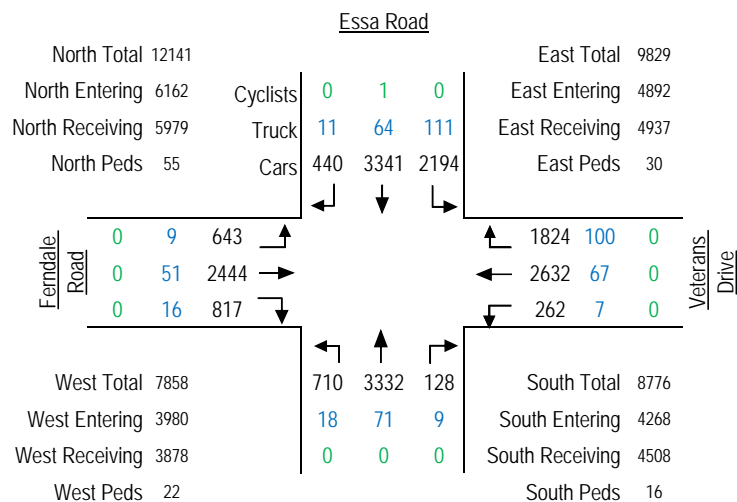 Essa Road
North Total 12141
North Entering 6162
North Receiving 5979
North Peds 55
East Total 9829
East Entering 4892
East Receiving 4937
East Peds 30
Cyclists 0 1 0
Truck 11 64 111
Cars 440 3341 2194
Ferndale
Road
0 9 643
0 51 2444
0 16 817
1824 100 0
2632 67 0
262 7 0
Veterans
Drive
West Total 7858
West Entering 3980
West Receiving 3878
West Peds 22
710 3332 128
18 71 9
0 0 0
South Total 8776
South Entering 4268
South Receiving 4508
South Peds 16